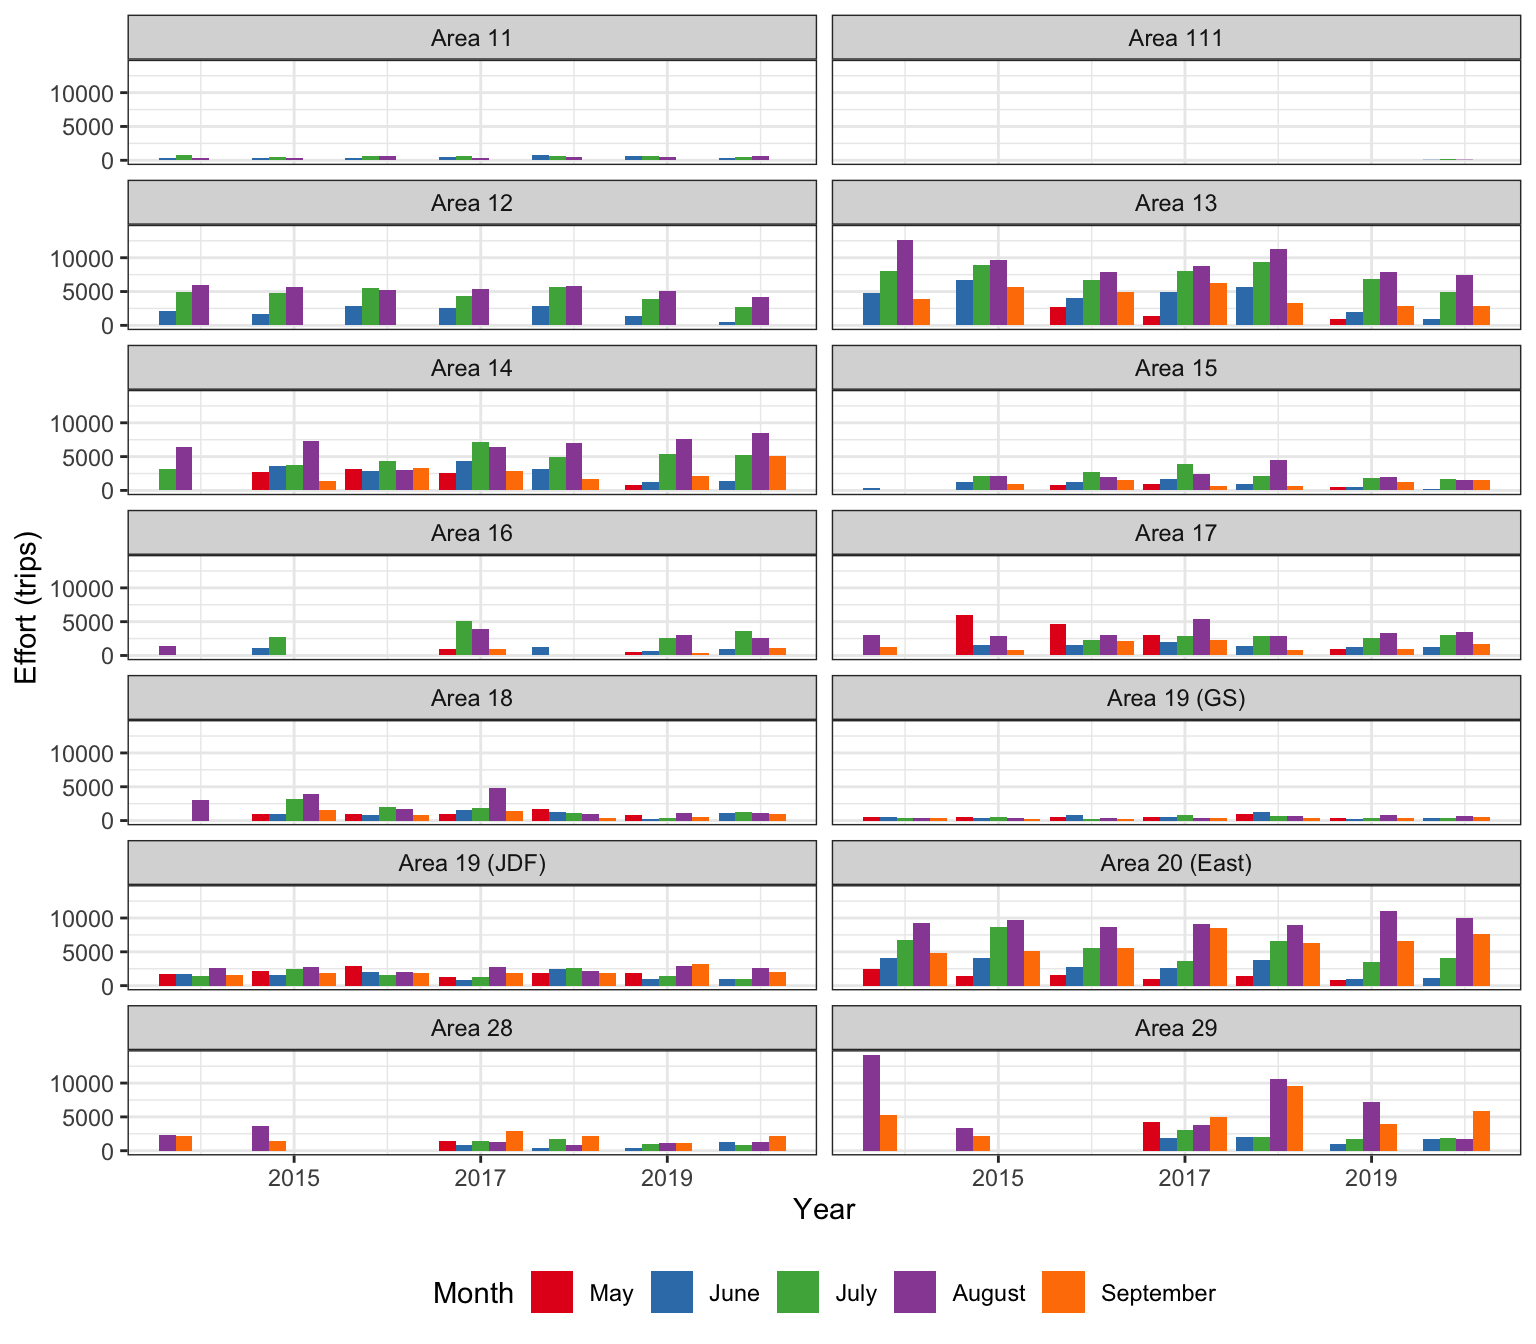 Area 11 Area 111
10000
5000
0
Area 12 Area 13
10000
5000
0
Area 14 Area 15
10000
5000
0
Area 16 Area 17
10000
5000
0
Effort (trips)
Area 18 Area 19 (GS)
10000
5000
0
Area 19 (JDF) Area 20 (East)
10000
5000
0
Area 28 Area 29
10000
5000
0
2015 2017 2019 2015 2017 2019
Year
Month May June July August September